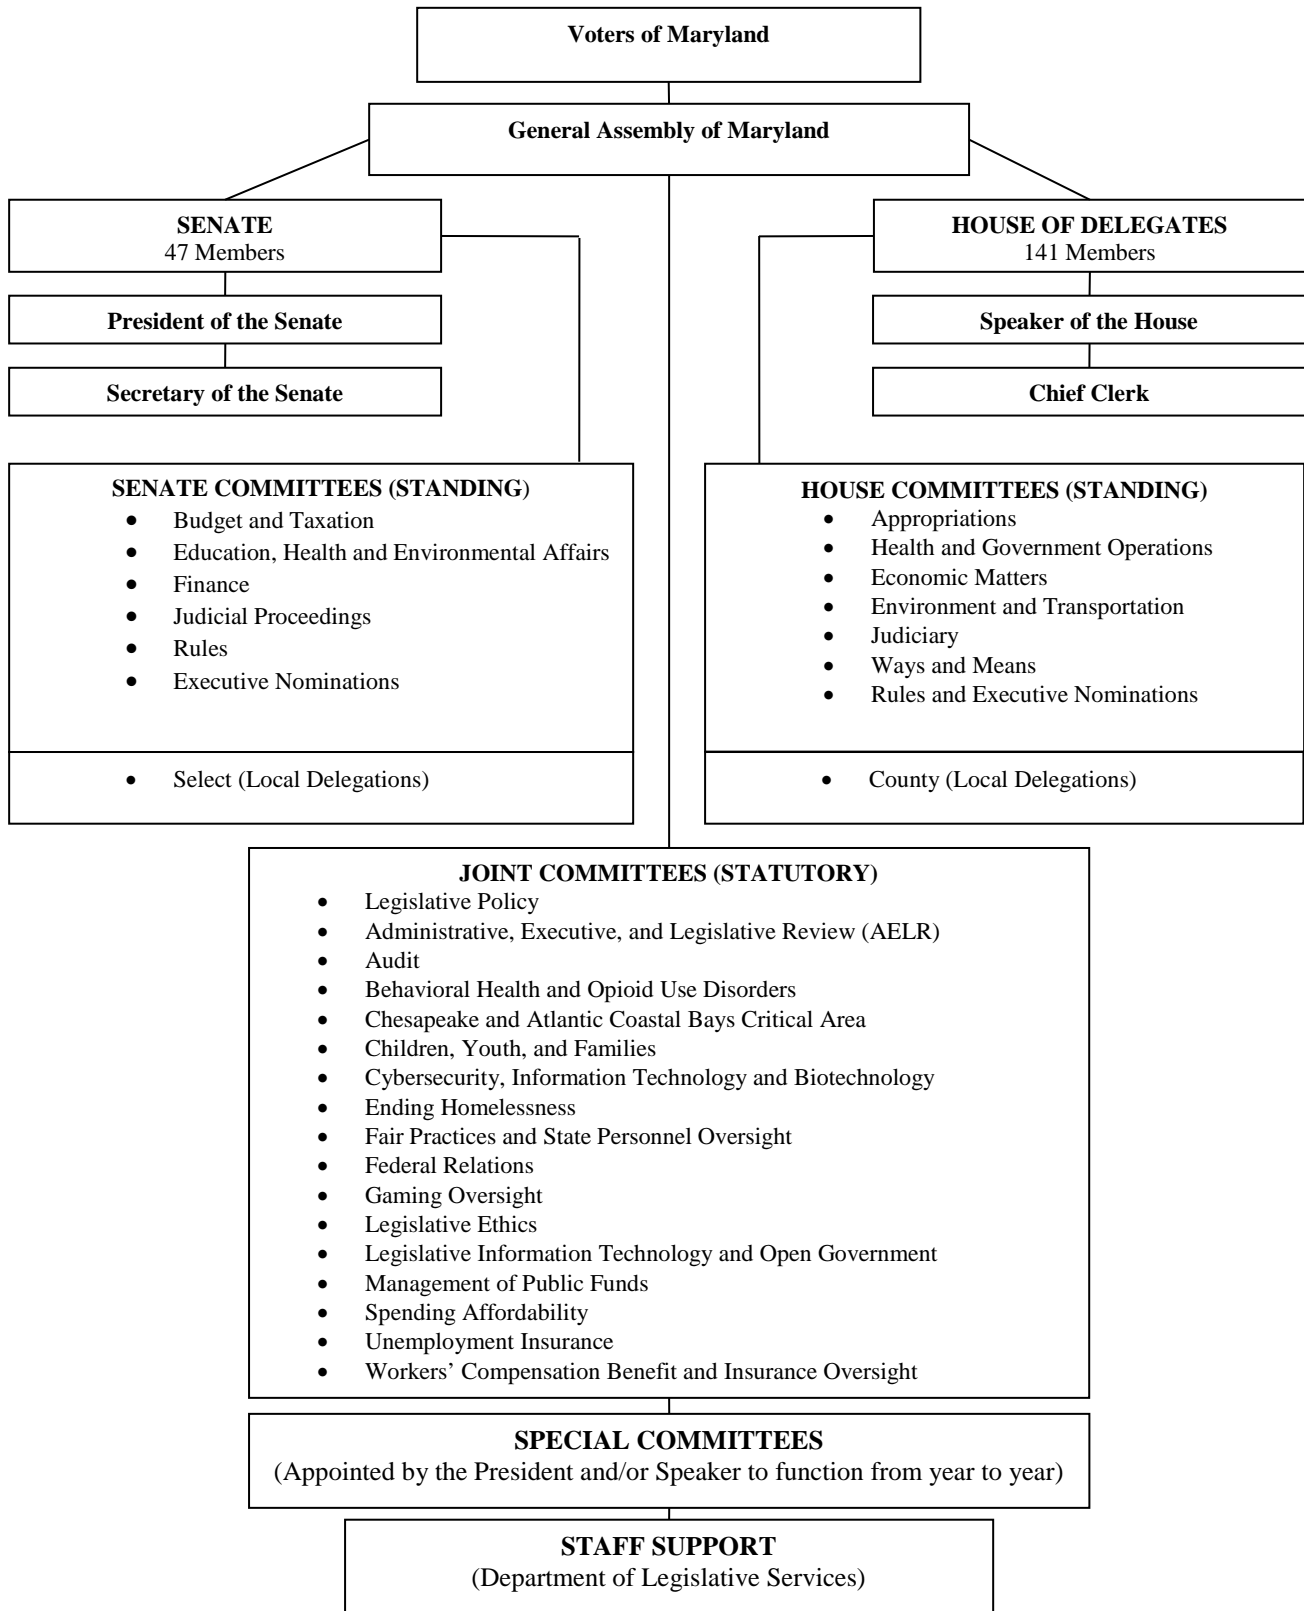 Voters of Maryland
General Assembly of Maryland
SENATE
47 Members
HOUSE OF DELEGATES
141 Members
President of the Senate
Speaker of the House
Secretary of the Senate
Chief Clerk
SENATE COMMITTEES (STANDING)
• Budget and Taxation
• Education, Health and Environmental Affairs
• Finance
• Judicial Proceedings
• Rules
• Executive Nominations
• Select (Local Delegations)
HOUSE COMMITTEES (STANDING)
• Appropriations
• Health and Government Operations
• Economic Matters
• Environment and Transportation
• Judiciary
• Ways and Means
• Rules and Executive Nominations
• County (Local Delegations)
JOINT COMMITTEES (STATUTORY)
• Legislative Policy
• Administrative, Executive, and Legislative Review (AELR)
• Audit
• Behavioral Health and Opioid Use Disorders
• Chesapeake and Atlantic Coastal Bays Critical Area
• Children, Youth, and Families
• Cybersecurity, Information Technology and Biotechnology
• Ending Homelessness
• Fair Practices and State Personnel Oversight
• Federal Relations
• Gaming Oversight
• Legislative Ethics
• Legislative Information Technology and Open Government
• Management of Public Funds
• Spending Affordability
• Unemployment Insurance
• Workers’ Compensation Benefit and Insurance Oversight
SPECIAL COMMITTEES
(Appointed by the President and/or Speaker to function from year to year)
STAFF SUPPORT
(Department of Legislative Services)